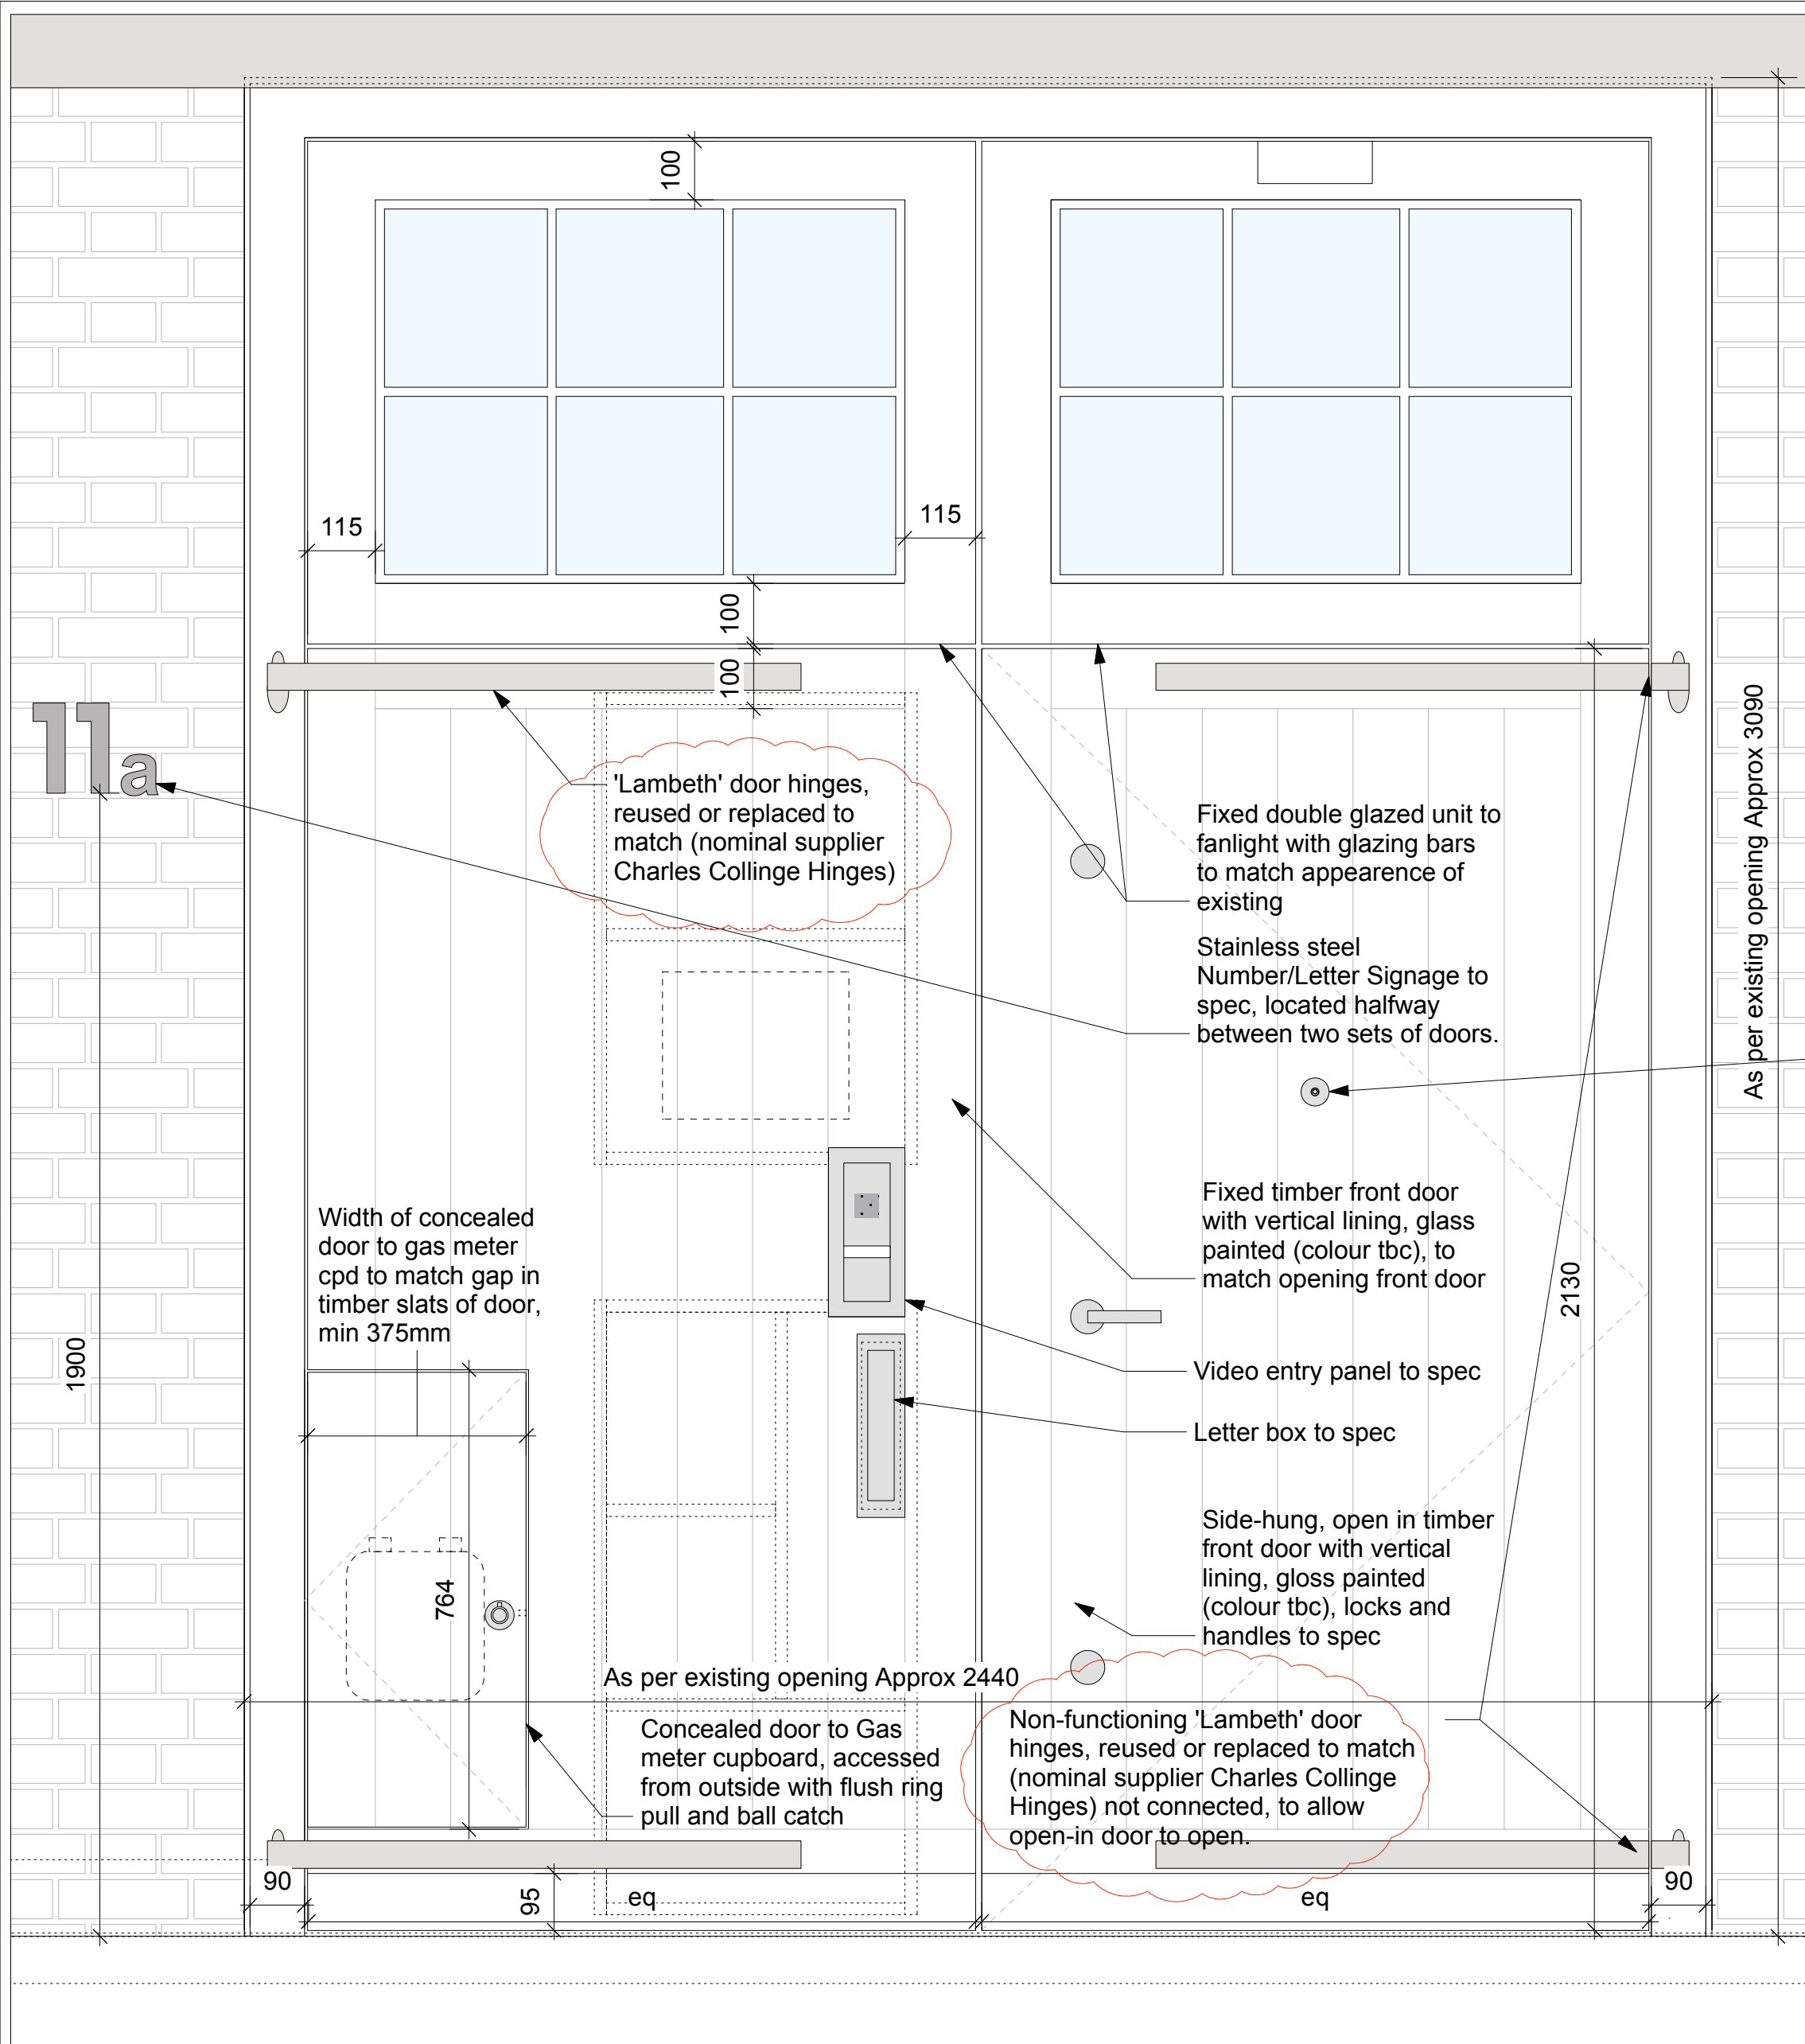 100
115
115
100
100
11a
'Lambeth' door hinges,
reused or replaced to
match (nominal supplier
Charles Collinge Hinges)
Fixed double glazed unit to
fanlight with glazing bars
to match appearence of
existing
As per existing opening Approx 3090
Stainless steel
Number/Letter Signage to
spec, located halfway
between two sets of doors.
Width of concealed
door to gas meter
cpd to match gap in
timber slats of door,
min 375mm
Fixed timber front door
with vertical lining, glass
painted (colour tbc), to
match opening front door
2130
1900
Video entry panel to spec
Letter box to spec
Side-hung, open in timber
front door with vertical
lining, gloss painted
(colour tbc), locks and
handles to spec
764
As per existing opening Approx 2440
Concealed door to Gas
meter cupboard, accessed
from outside with flush ring
pull and ball catch
Non-functioning 'Lambeth' door
hinges, reused or replaced to match
(nominal supplier Charles Collinge
Hinges) not connected, to allow
open-in door to open.
90
95
eq
eq
90